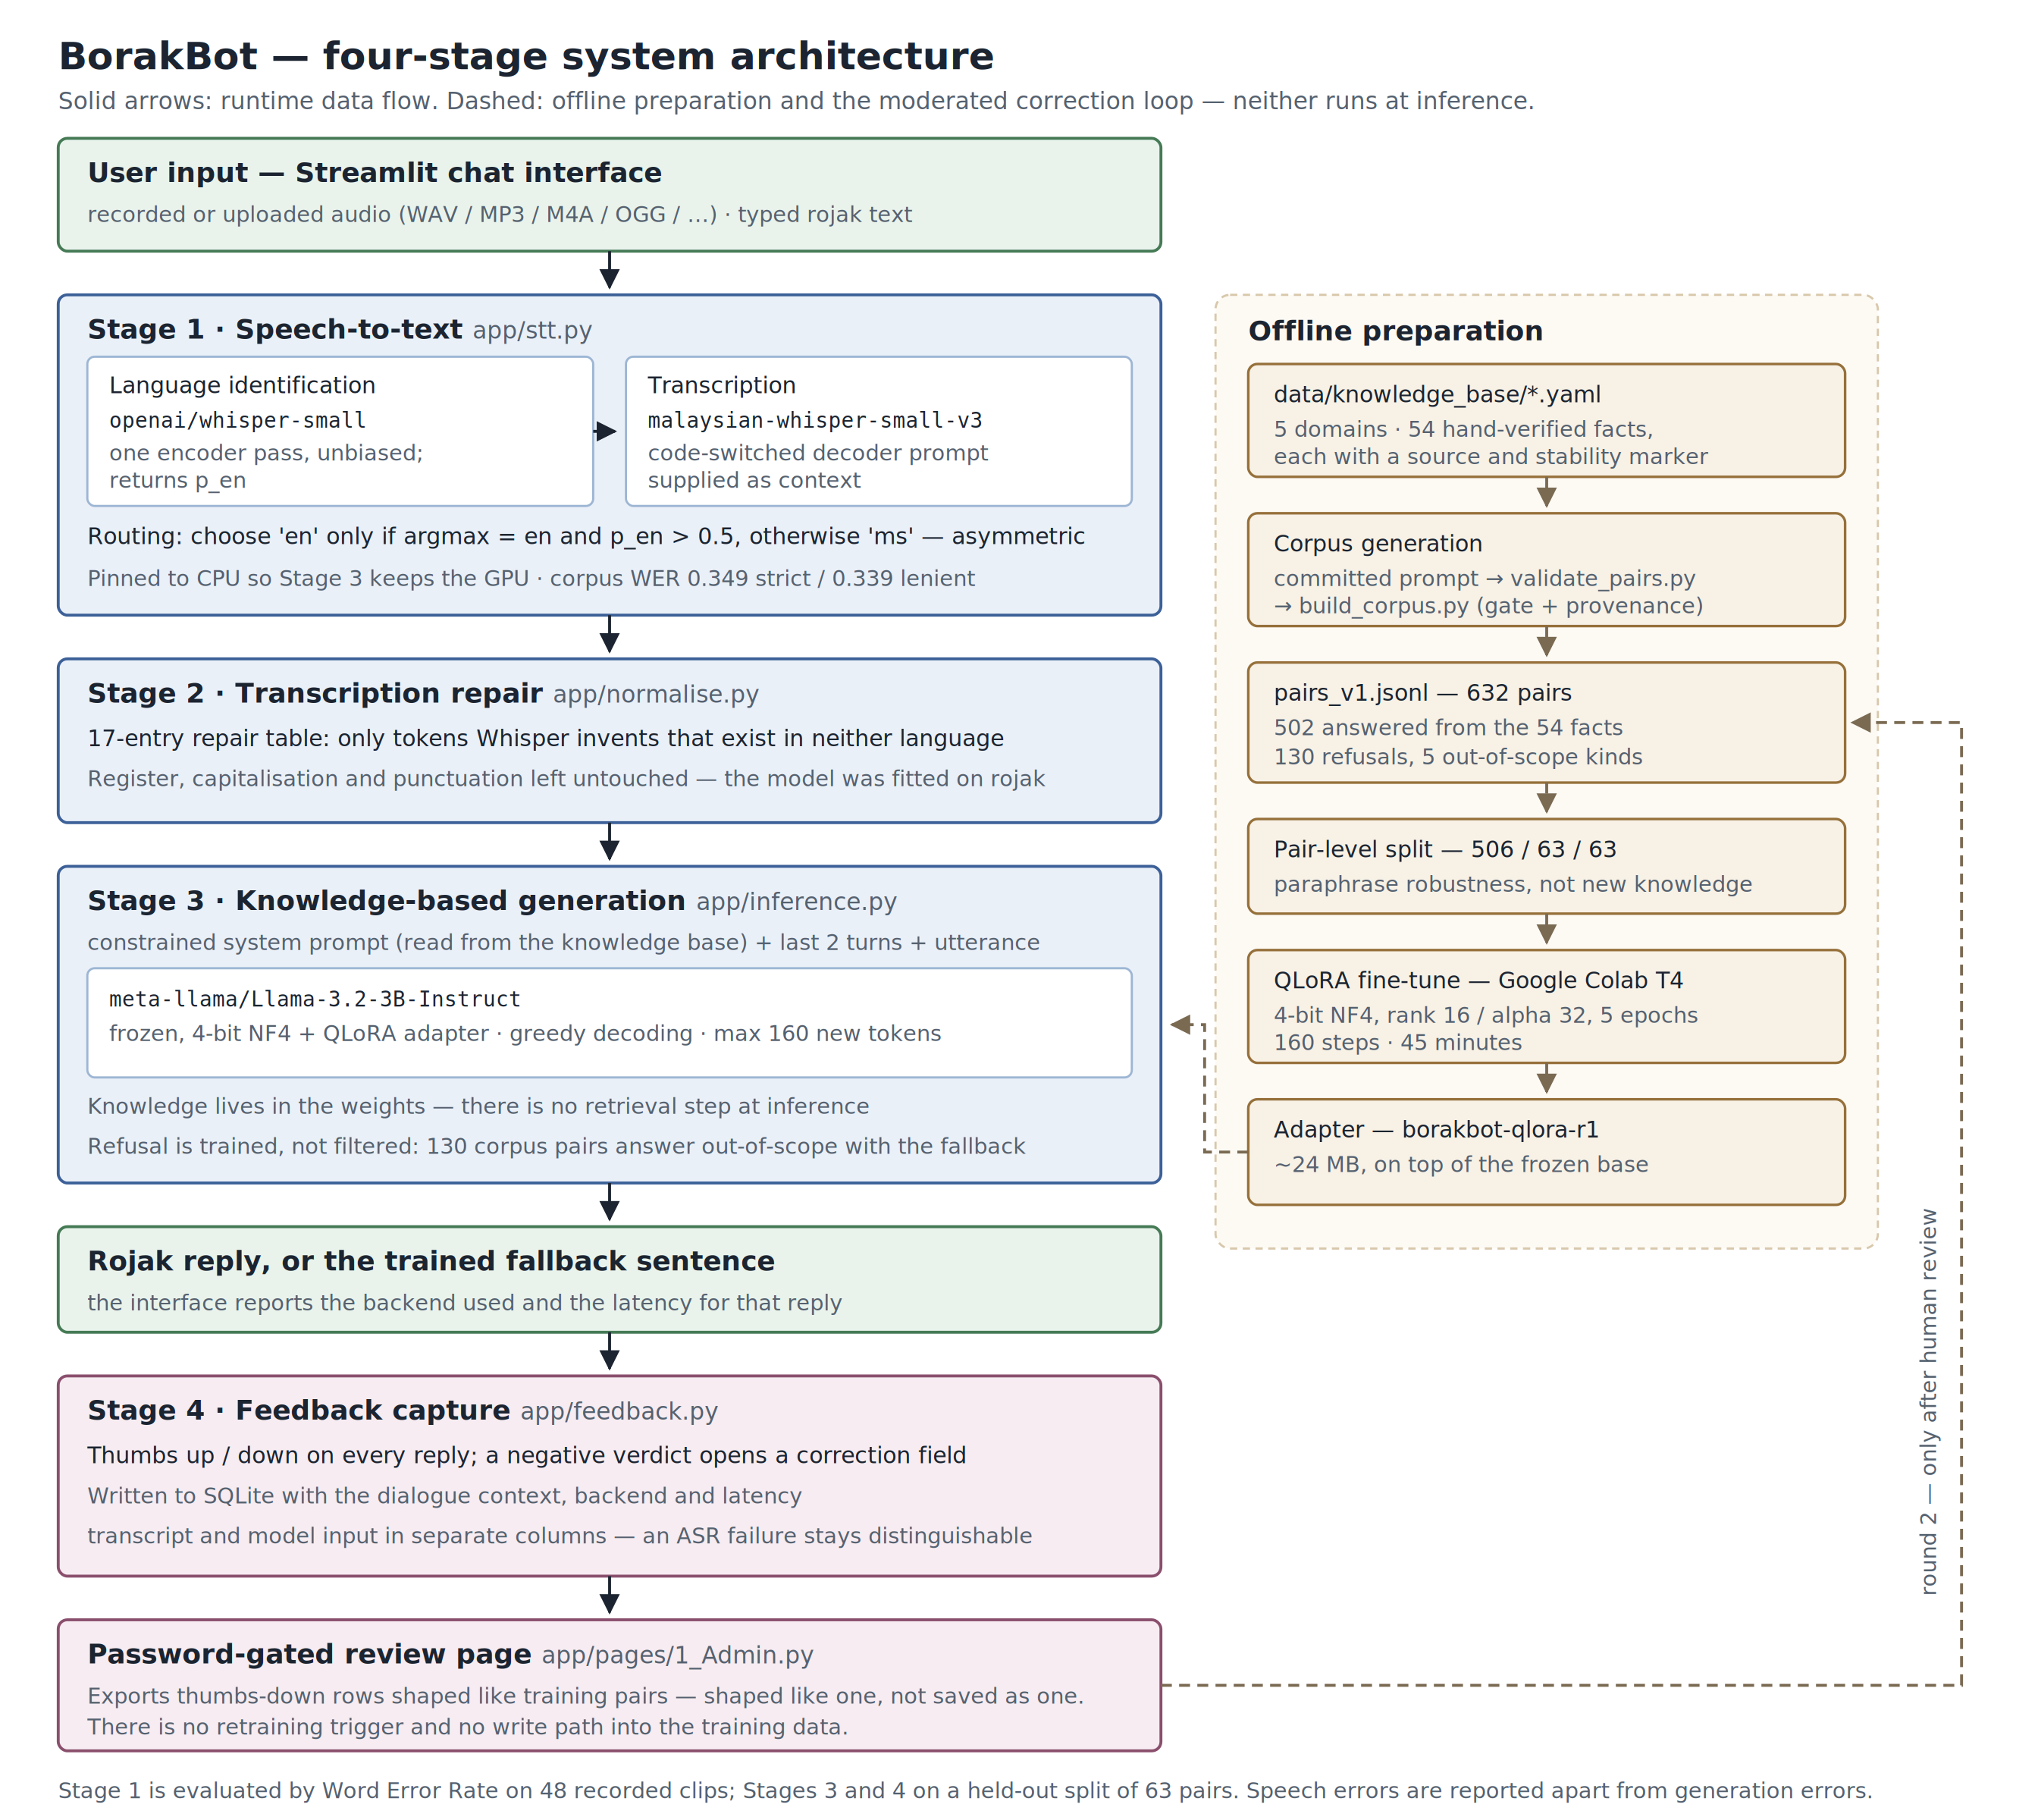 BorakBot — four-stage system architecture
Solid arrows: runtime data flow. Dashed: offline preparation and the moderated correction loop — neither runs at inference.
User input — Streamlit chat interface
recorded or uploaded audio (WAV / MP3 / M4A / OGG / …) · typed rojak text
Stage 1 · Speech-to-text app/stt.py
Language identification
openai/whisper-small
one encoder pass, unbiased;
returns p_en
Transcription
malaysian-whisper-small-v3
code-switched decoder prompt
supplied as context
Routing: choose 'en' only if argmax = en and p_en > 0.5, otherwise 'ms' — asymmetric
Pinned to CPU so Stage 3 keeps the GPU · corpus WER 0.349 strict / 0.339 lenient
Stage 2 · Transcription repair app/normalise.py
17-entry repair table: only tokens Whisper invents that exist in neither language
Register, capitalisation and punctuation left untouched — the model was fitted on rojak
Stage 3 · Knowledge-based generation app/inference.py
constrained system prompt (read from the knowledge base) + last 2 turns + utterance
meta-llama/Llama-3.2-3B-Instruct
frozen, 4-bit NF4 + QLoRA adapter · greedy decoding · max 160 new tokens
Knowledge lives in the weights — there is no retrieval step at inference
Refusal is trained, not filtered: 130 corpus pairs answer out-of-scope with the fallback
Rojak reply, or the trained fallback sentence
the interface reports the backend used and the latency for that reply
Stage 4 · Feedback capture app/feedback.py
Thumbs up / down on every reply; a negative verdict opens a correction field
Written to SQLite with the dialogue context, backend and latency
transcript and model input in separate columns — an ASR failure stays distinguishable
Password-gated review page app/pages/1_Admin.py
Exports thumbs-down rows shaped like training pairs — shaped like one, not saved as one.
There is no retraining trigger and no write path into the training data.
Offline preparation
data/knowledge_base/*.yaml
5 domains · 54 hand-verified facts,
each with a source and stability marker
Corpus generation
committed prompt → validate_pairs.py
→ build_corpus.py (gate + provenance)
pairs_v1.jsonl — 632 pairs
502 answered from the 54 facts
130 refusals, 5 out-of-scope kinds
Pair-level split — 506 / 63 / 63
paraphrase robustness, not new knowledge
QLoRA fine-tune — Google Colab T4
4-bit NF4, rank 16 / alpha 32, 5 epochs
160 steps · 45 minutes
Adapter — borakbot-qlora-r1
~24 MB, on top of the frozen base
round 2 — only after human review
Stage 1 is evaluated by Word Error Rate on 48 recorded clips; Stages 3 and 4 on a held-out split of 63 pairs. Speech errors are reported apart from generation errors.